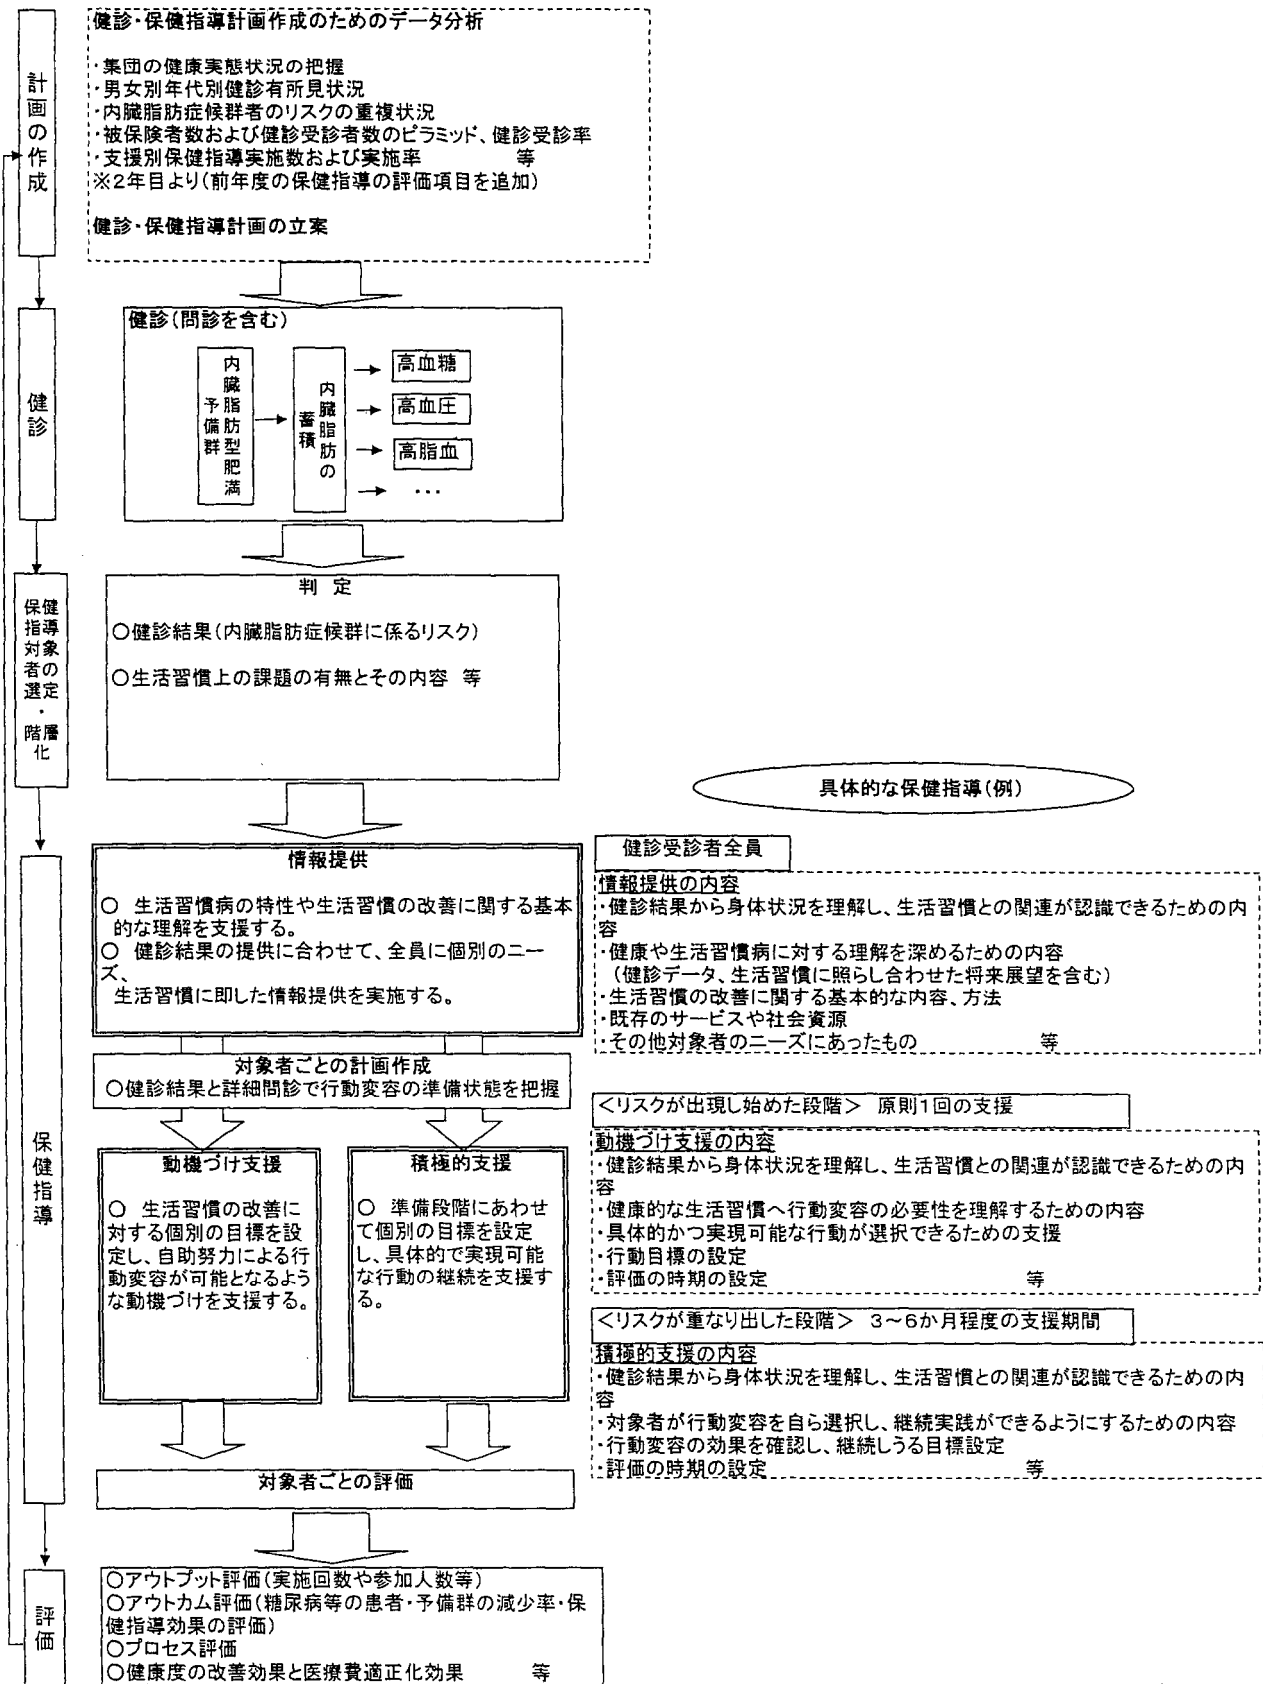 計画の作成
健診・保健指導計画作成のためのデータ分析
・集団の健康実態状況の把握
・男女別年代別健診有所見状況
・内臓脂肪症候群者のリスクの重複状況
・被保険者数および健診受診者数のピラミッド、健診受診率
・支援別保健指導実施数および実施率 等
※2年目より(前年度の保健指導の評価項目を追加)
健診・保健指導計画の立案
健診
健診(問診を含む)
内臓脂肪型肥満
予備群
内臓脂肪の
蓄積
高血糖
高血圧
高脂血
・・・
保健
指導
対象
者の
選定
・
階層
化
判 定
○健診結果(内臓脂肪症候群に係るリスク)
○生活習慣上の課題の有無とその内容 等
具体的な保健指導(例)
保健指導
情報提供
○ 生活習慣病の特性や生活習慣の改善に関する基本
的な理解を支援する。
○ 健診結果の提供に合わせて、全員に個別のニー
ズ、
生活習慣に即した情報提供を実施する。
健診受診者全員
情報提供の内容
・健診結果から身体状況を理解し、生活習慣との関連が認識できるための内
容
・健康や生活習慣病に対する理解を深めるための内容
(健診データ、生活習慣に照らし合わせた将来展望を含む)
・生活習慣の改善に関する基本的な内容、方法
・既存のサービスや社会資源
・その他対象者のニーズにあったもの 等
対象者ごとの計画作成
○健診結果と詳細問診で行動変容の準備状態を把握
動機づけ支援
○ 生活習慣の改善に
対する個別の目標を設
定し、自助努力による行
動変容が可能となるよう
な動機づけを支援する。
積極的支援
○ 準備段階にあわせ
て個別の目標を設定
し、具体的で実現可能
な行動の継続を支援す
る。
<リスクが出現し始めた段階> 原則1回の支援
動機づけ支援の内容
・健診結果から身体状況を理解し、生活習慣との関連が認識できるための内
容
・健康的な生活習慣へ行動変容の必要性を理解するための内容
・具体的かつ実現可能な行動が選択できるための支援
・行動目標の設定
・評価の時期の設定 等
<リスクが重なり出した段階> 3~6か月程度の支援期間
積極的支援の内容
・健診結果から身体状況を理解し、生活習慣との関連が認識できるための内
容
・対象者が行動変容を自ら選択し、継続実践ができるようにするための内容
・行動変容の効果を確認し、継続しうる目標設定
・評価の時期の設定 等
対象者ごとの評価
評価
○アウトプット評価(実施回数や参加人数等)
○アウトカム評価(糖尿病等の患者・予備群の減少率・保
健指導効果の評価)
○プロセス評価
○健康度の改善効果と医療費適正化効果 等